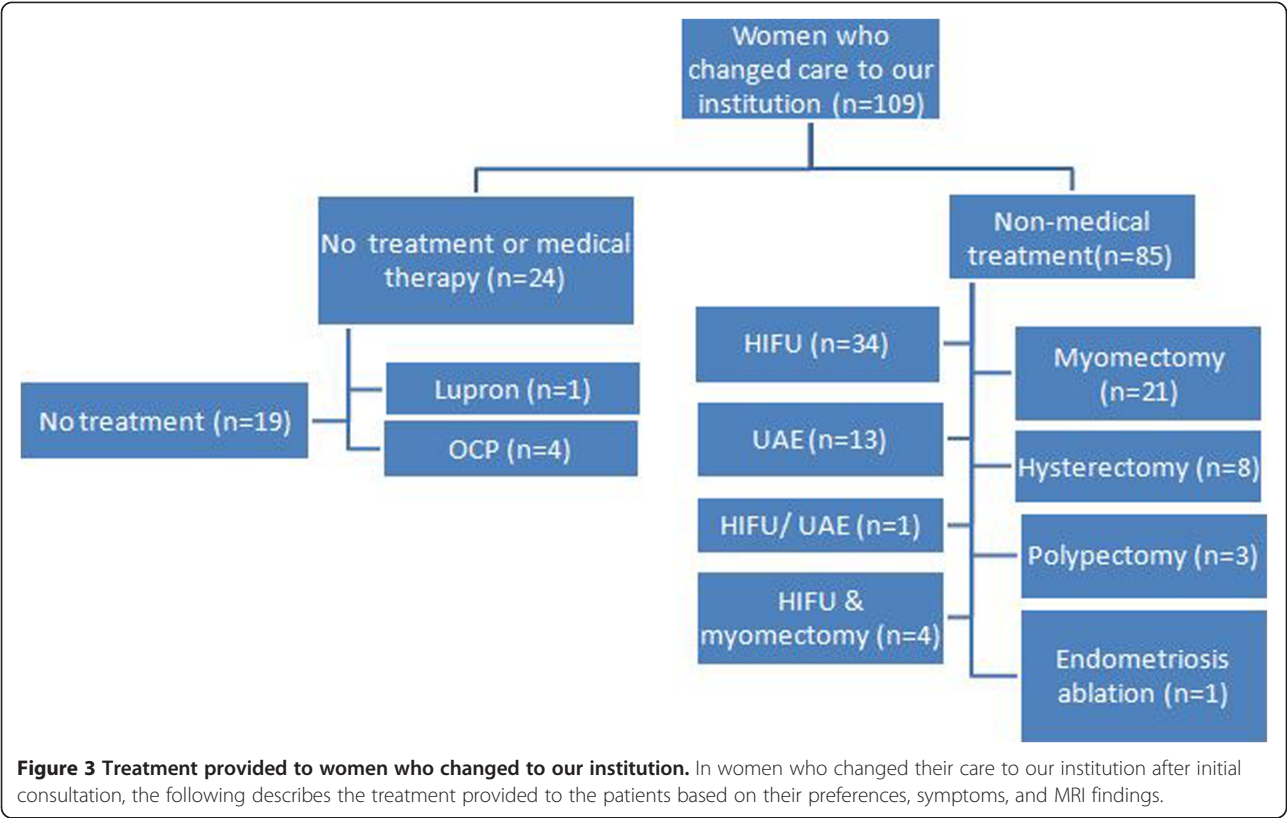 Women who
changed care to our
institution (n=109)
No treatment or medical
therapy (n=24)
No treatment (n=19)
Lupron (n=1)
OCP (n=4)
Non-medical
treatment(n=85)
HIFU (n=34)
UAE (n=13)
HIFU/ UAE (n=1)
HIFU &
myomectomy (n=4)
Myomectomy
(n=21)
Hysterectomy (n=8)
Polypectomy (n=3)
Endometriosis
ablation (n=1)
Figure 3 Treatment provided to women who changed to our institution. In women who changed their care to our institution after initial
consultation, the following describes the treatment provided to the patients based on their preferences, symptoms, and MRI findings.